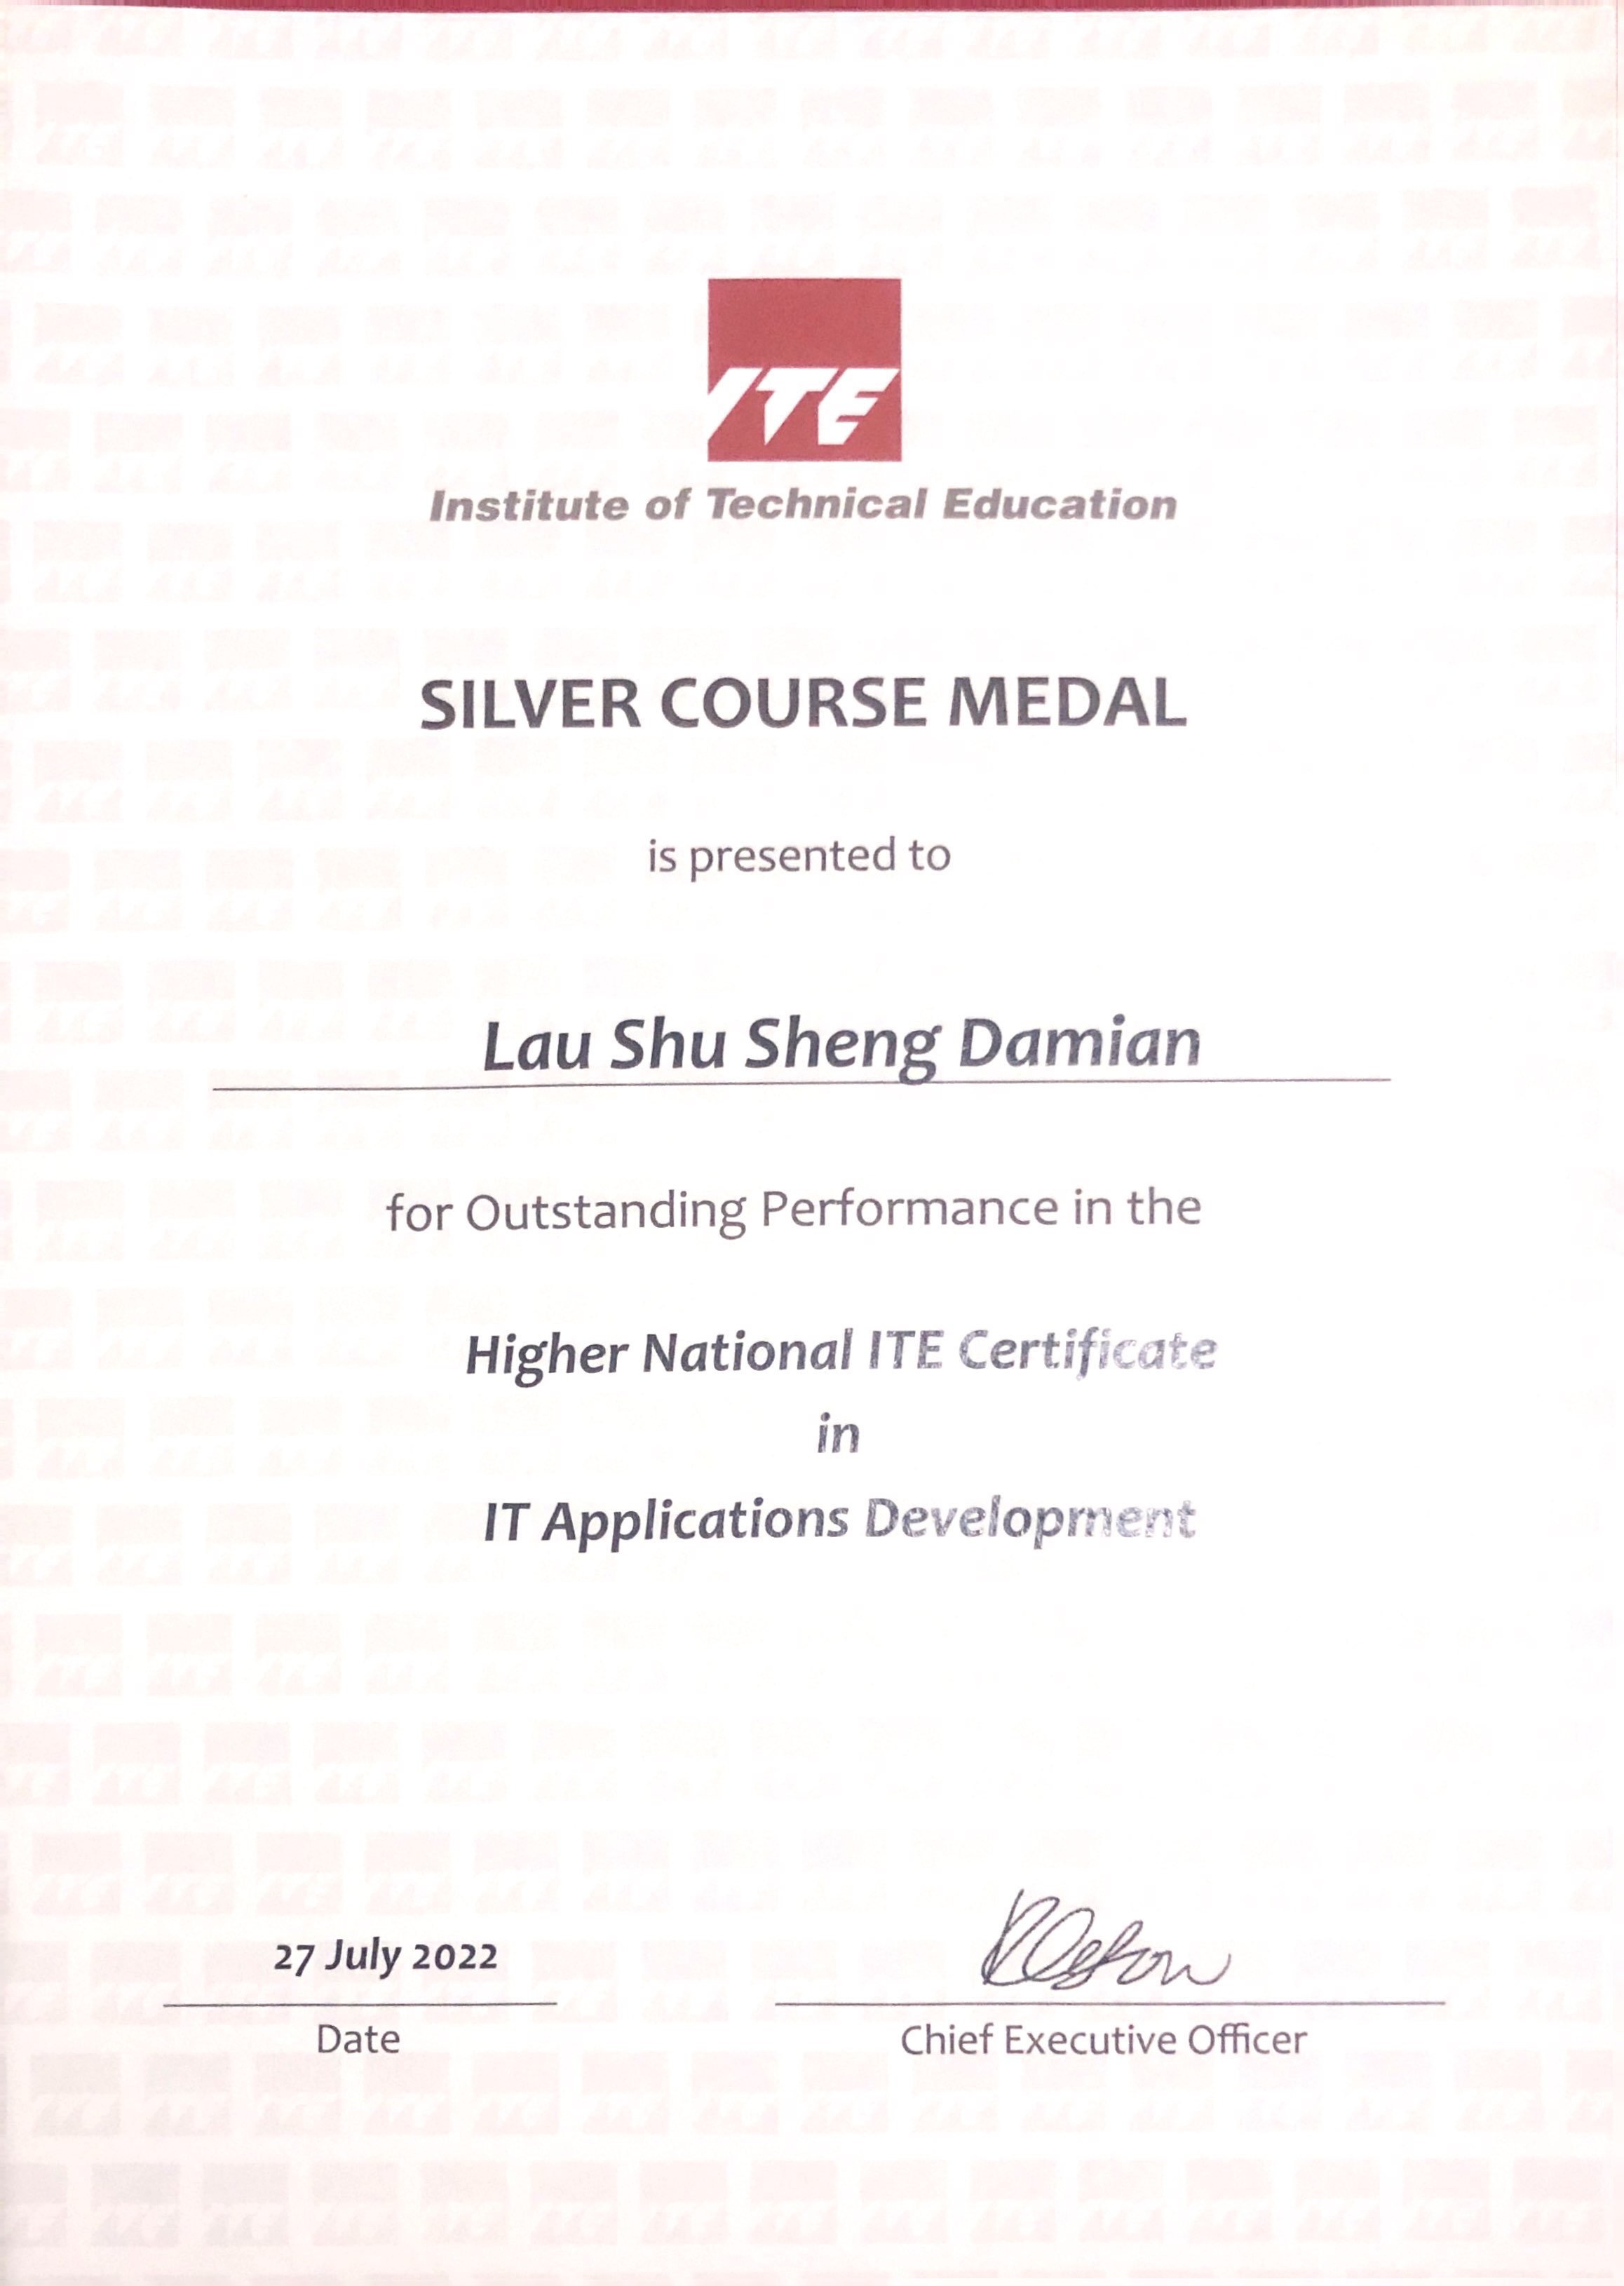 ITE
Institute of Technical Education
SILVER COURSE MEDAL
is presented to
Lau Shu Sheng Damian
for Outstanding Performance in the
Higher National ITE Certificate
in
IT Applications Development
27 July 2022
Date
Chief Executive Officer